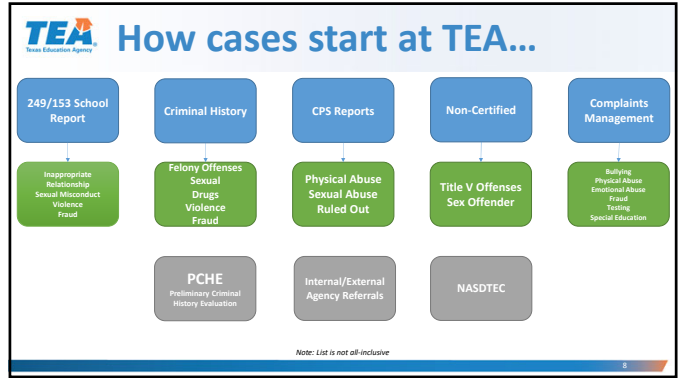 TEA
Texas Education Agency
How cases start at TEA...
249/153 School
Report
Criminal History
CPS Reports
Non-Certified
Complaints
Management
Inappropriate
Relationship
Sexual Misconduct
Violence
Fraud
Felony Offenses
Sexual
Drugs
Violence
Fraud
Physical Abuse
Sexual Abuse
Ruled Out
Title V Offenses
Sex Offender
Bullying
Physical Abuse
Emotional Abuse
Fraud
Testing
Special Education
PCHE
Preliminary Criminal
History Evaluation
Internal/External
Agency Referrals
NASDTEC
Note: List is not all-inclusive
8